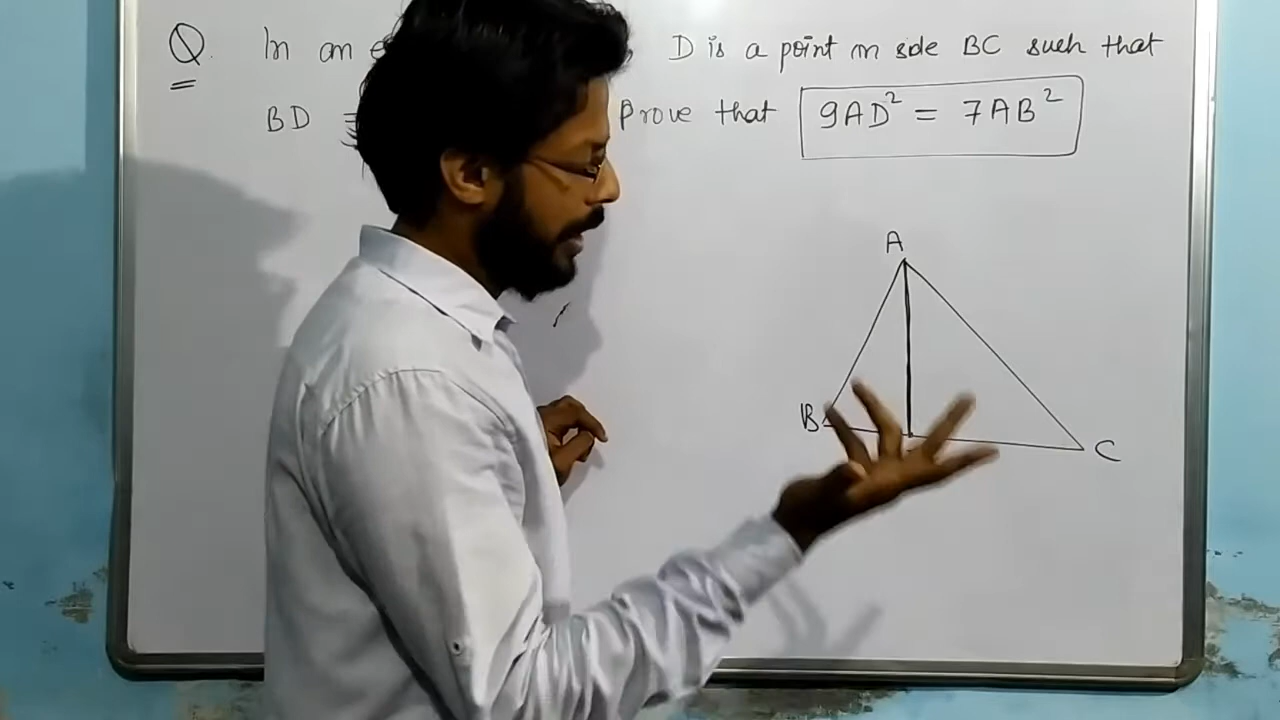 Q. In an D is a point on side BC such that
BD = Prove that 9AD² = 7AB²
A
B
C